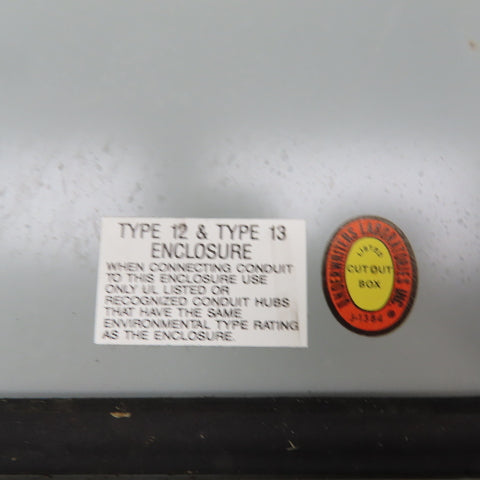 TYPE 12 & TYPE 13
ENCLOSURE
WHEN CONNECTING CONDUIT
TO THIS ENCLOSURE USE
ONLY UL LISTED OR
RECOGNIZED CONDUIT HUBS
THAT HAVE THE SAME
ENVIRONMENTAL TYPE RATING
AS THE ENCLOSURE.
UNDERWRITERS LABORATORIES INC.
LISTED
CUT OUT
BOX
J-1384